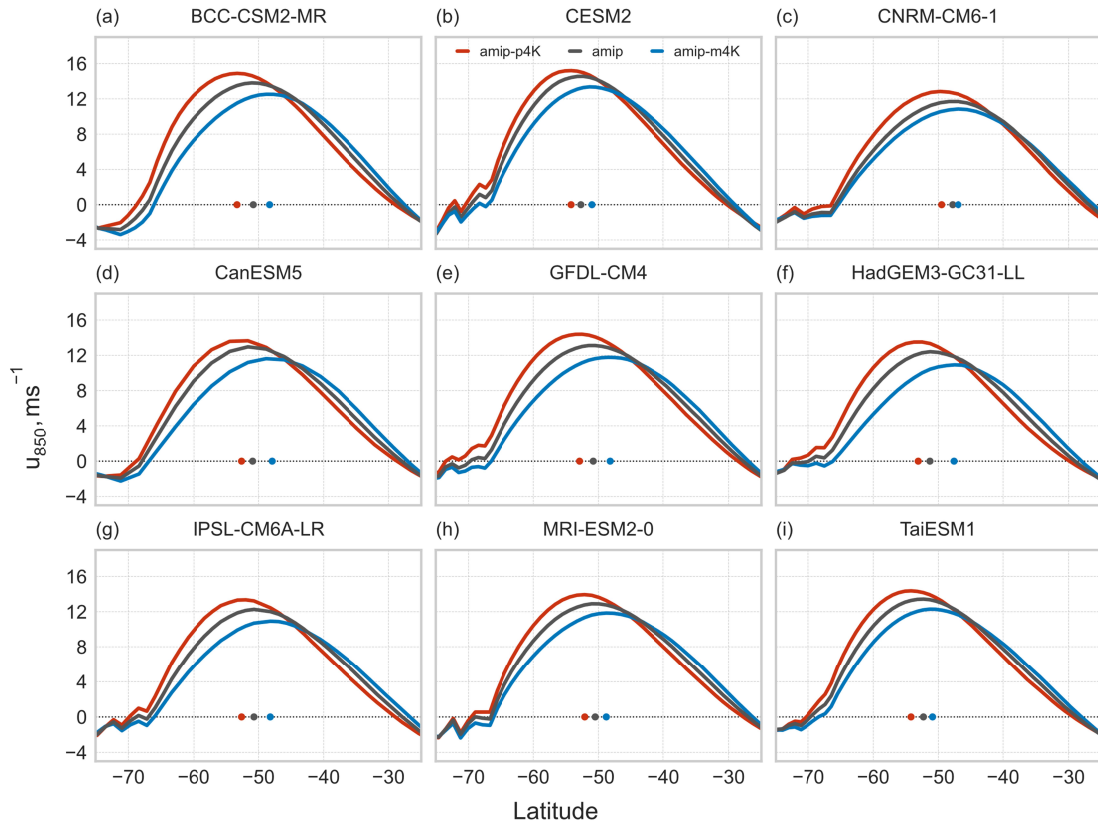 (a) BCC-CSM2-MR
(b) CESM2
(c) CNRM-CM6-1
amip-p4K amip amip-m4K
16
12
8
4
0
−4
(d) CanESM5
(e) GFDL-CM4
(f) HadGEM3-GC31-LL
16
12
8
4
0
−4
u850, ms−1
(g) IPSL-CM6A-LR
(h) MRI-ESM2-0
(i) TaiESM1
16
12
8
4
0
−4
−70 −60 −50 −40 −30 −70 −60 −50 −40 −30 −70 −60 −50 −40 −30
Latitude